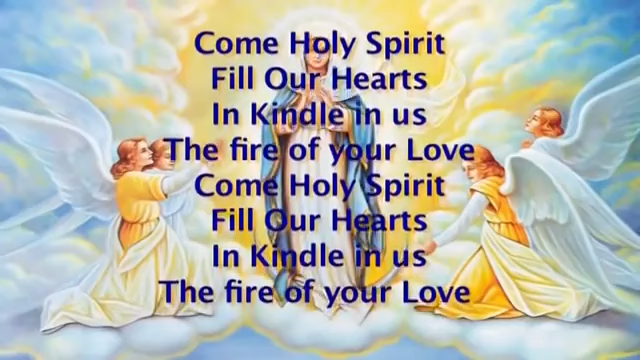 Come Holy Spirit
Fill Our Hearts
In Kindle in us
The fire of your Love
Come Holy Spirit
Fill Our Hearts
In Kindle in us
The fire of your Love